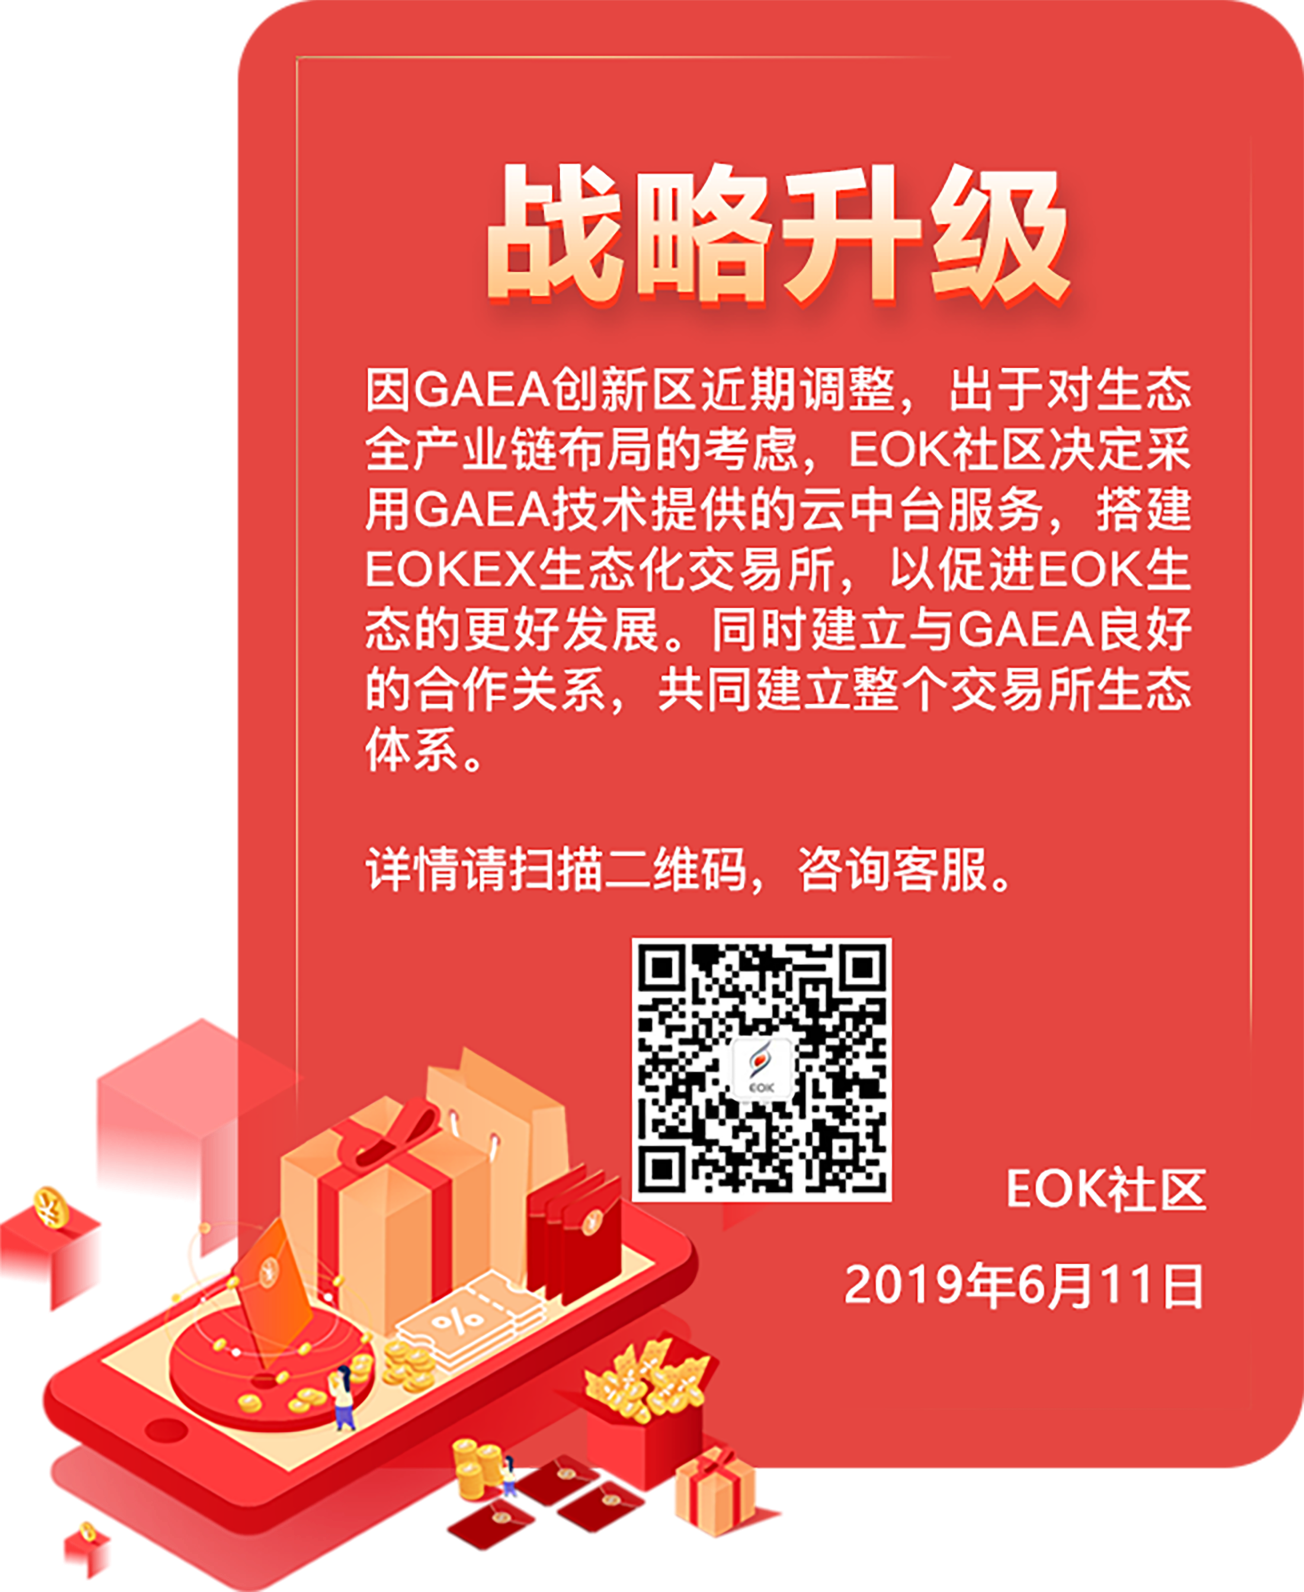 战略升级
因GAEA创新区近期调整，出于对生态
全产业链布局的考虑，EOK社区决定采
用GAEA技术提供的云中台服务，搭建
EOKEX生态化交易所，以促进EOK生
态的更好发展。同时建立与GAEA良好
的合作关系，共同建立整个交易所生态
体系。
详情请扫描二维码，咨询客服。
EOK
EOK社区
2019年6月11日
%